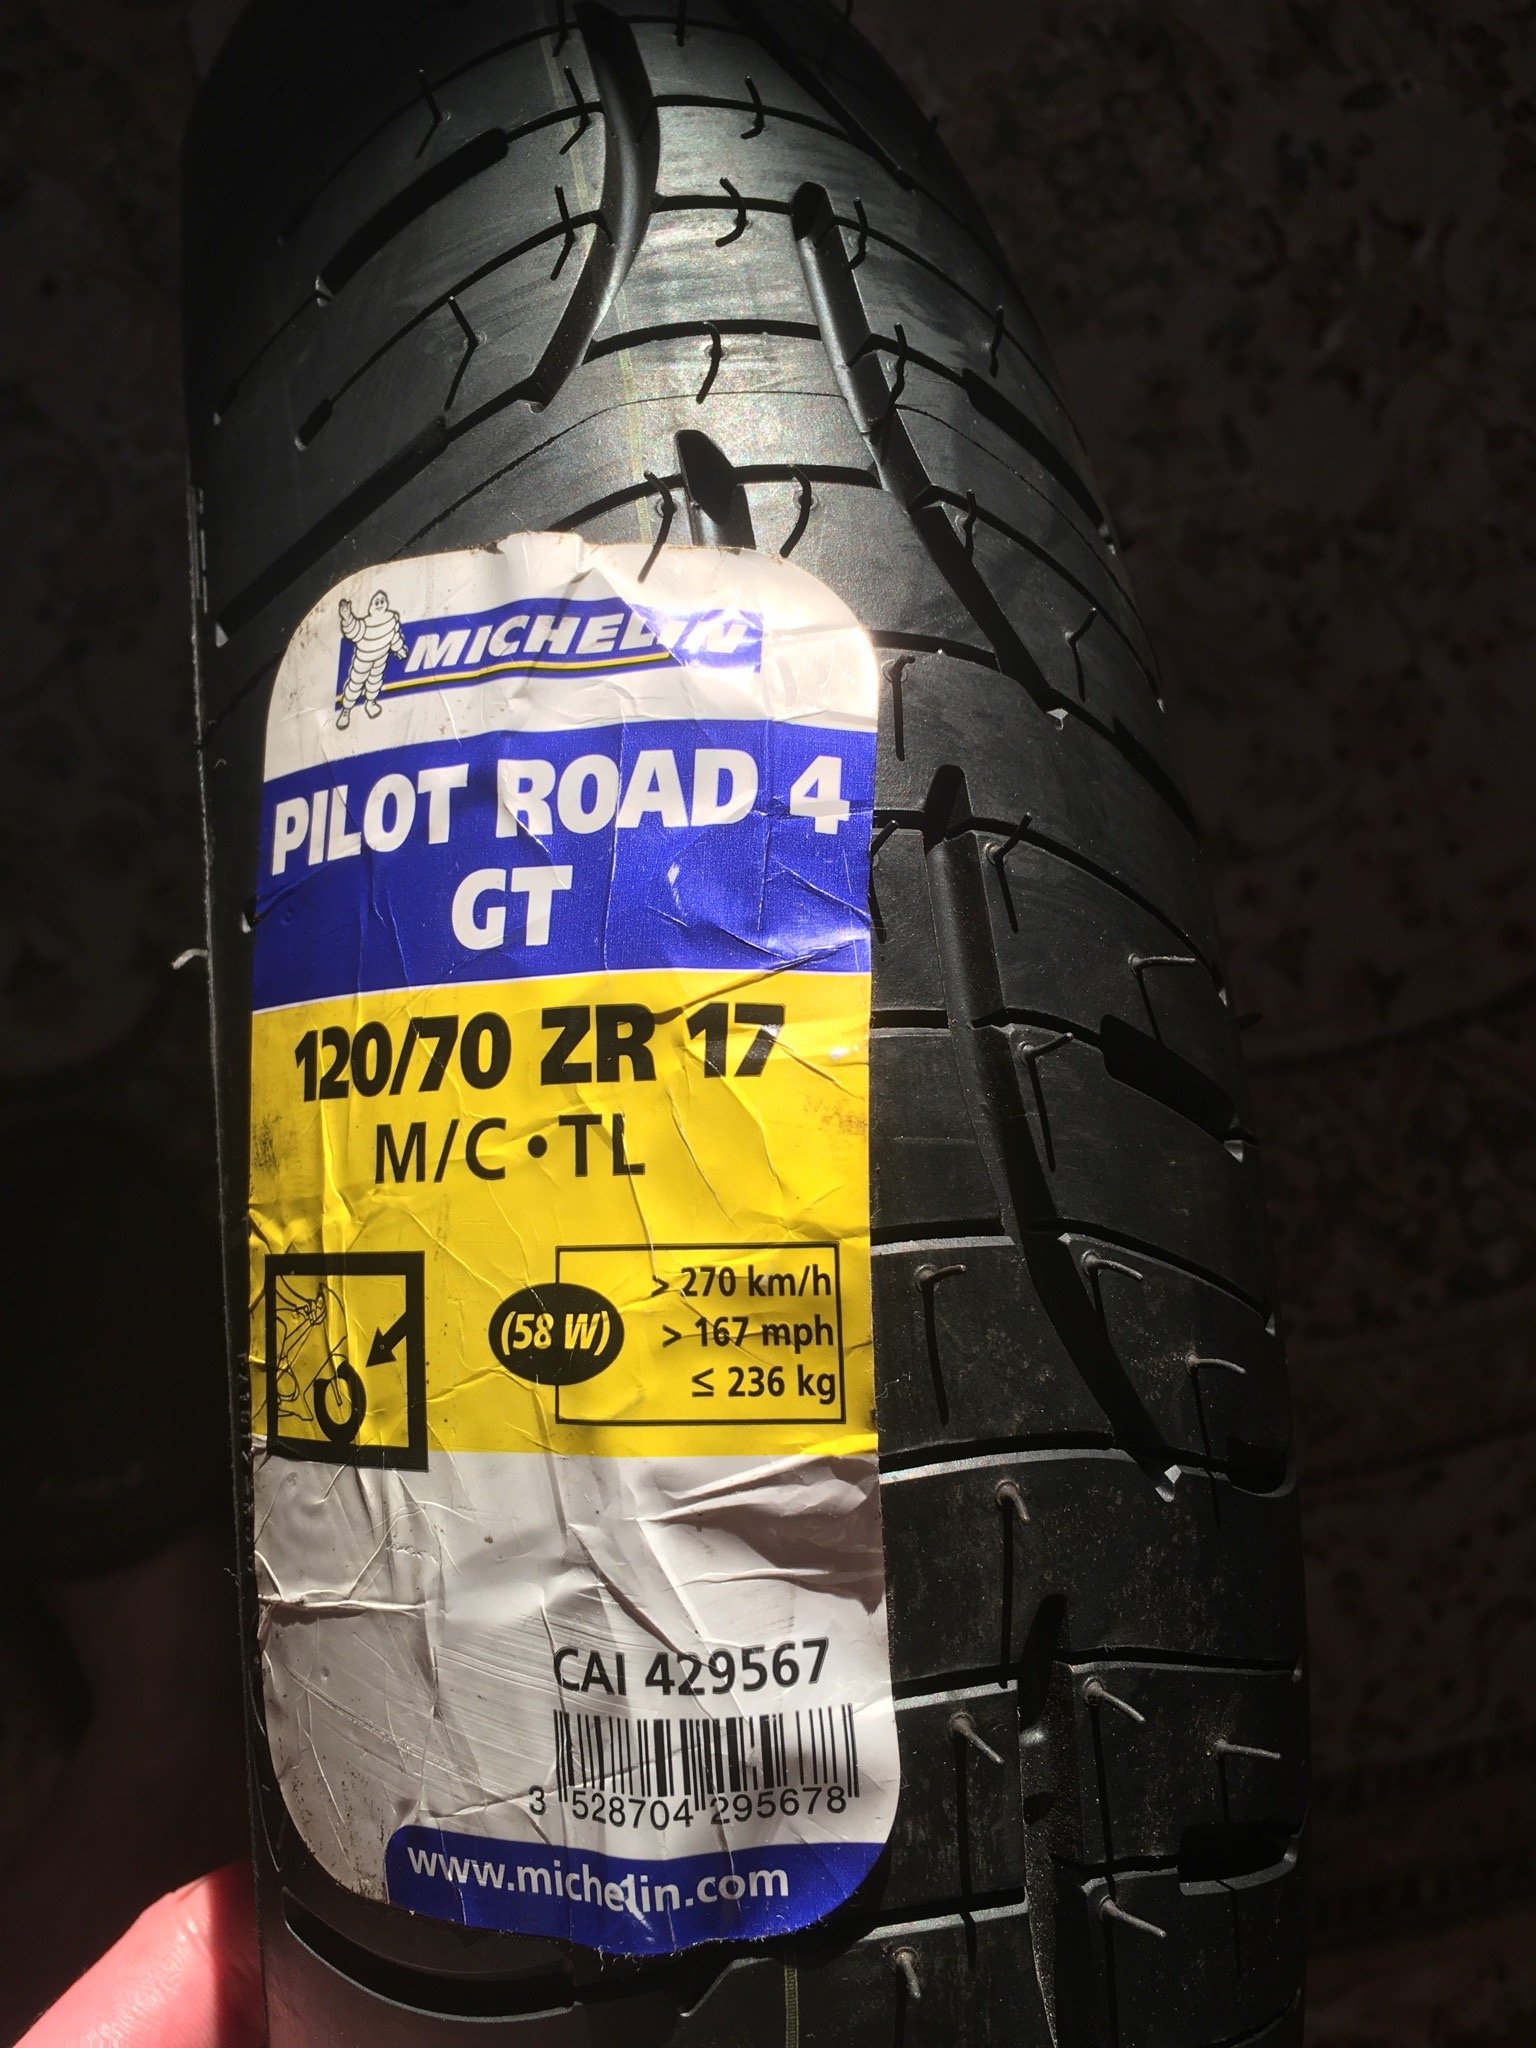 MICHELIN
PILOT ROAD 4
GT
120/70 ZR 17
M/C • TL
(58 W)
> 270 km/h
> 167 mph
≤ 236 kg
CAI 429567
3 528704 295678
www.michelin.com